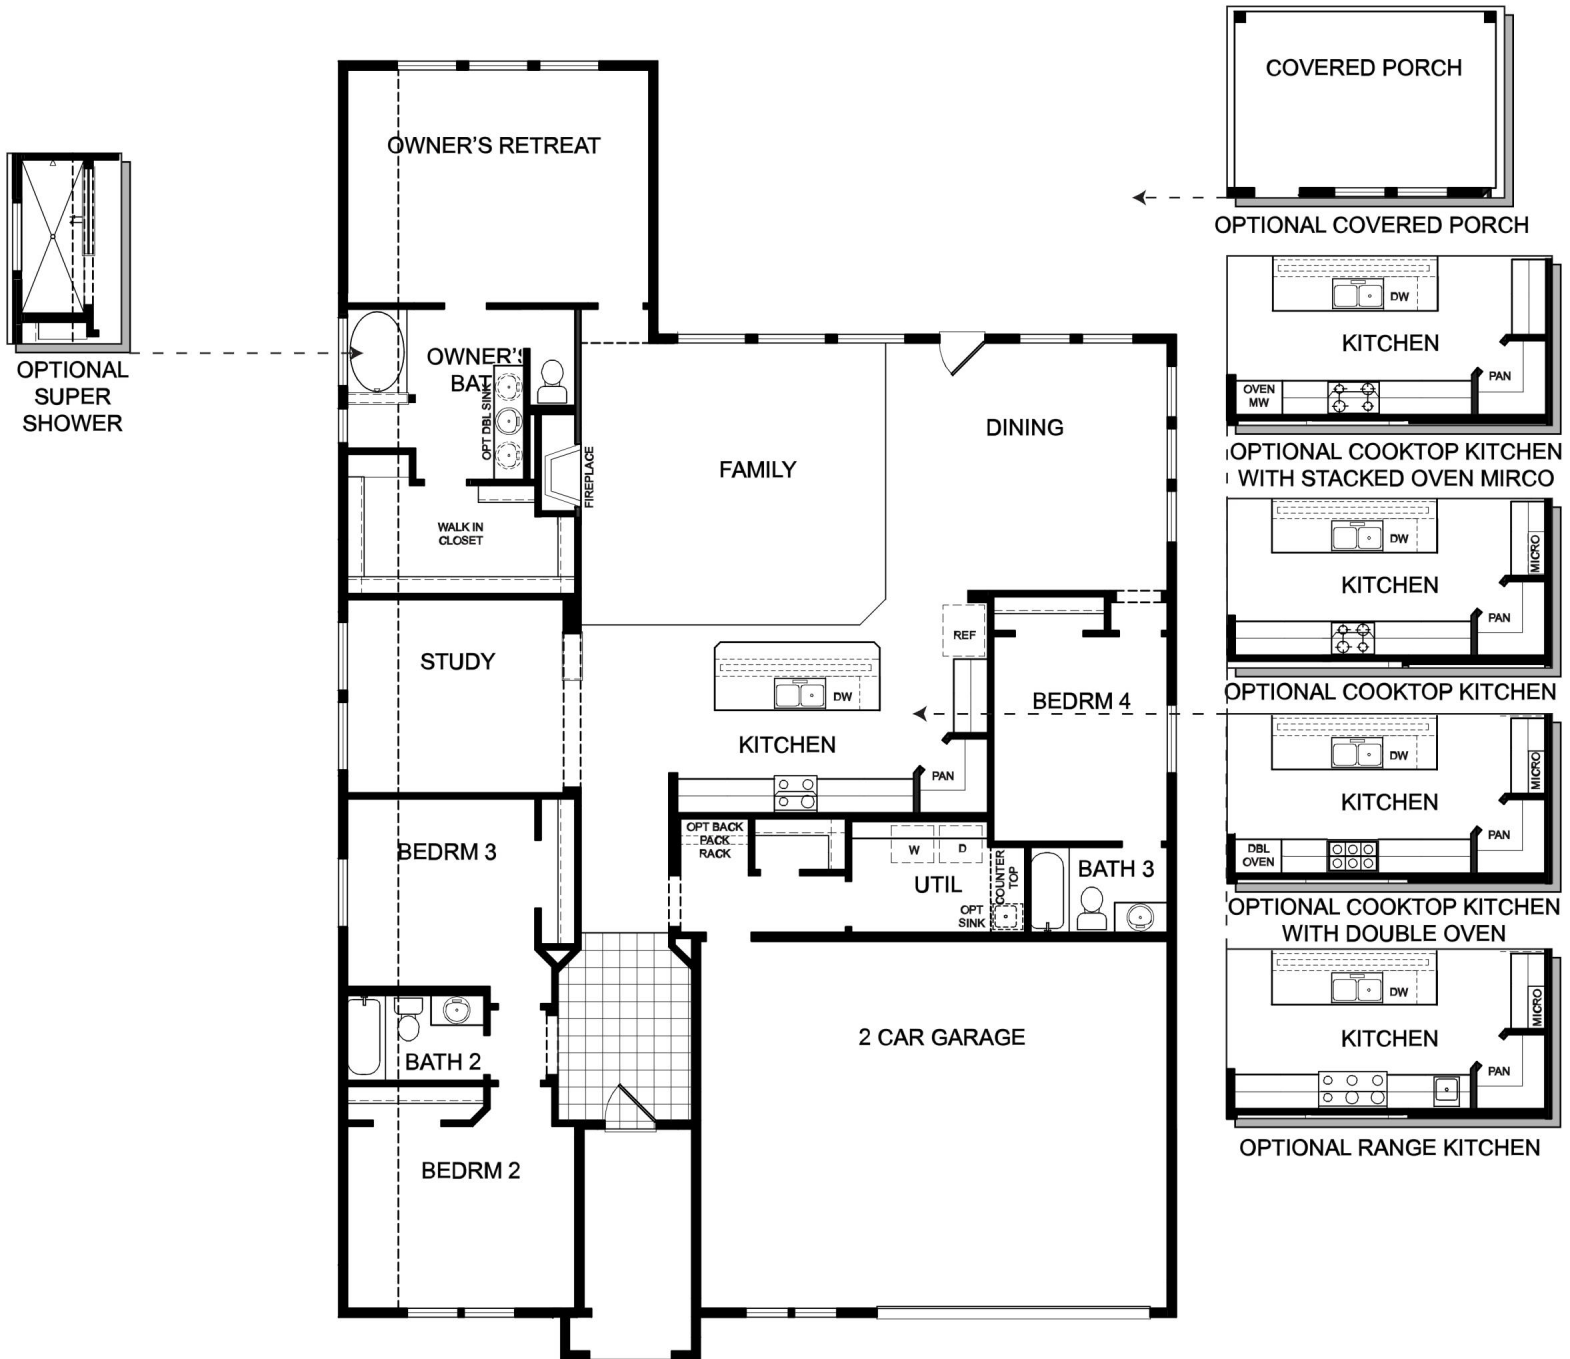 COVERED PORCH
OPTIONAL COVERED PORCH
OWNER'S RETREAT
OPTIONAL
SUPER
SHOWER
OWNER'S
BAT
OPT DBL SINK
FIREPLACE
WALK IN
CLOSET
FAMILY
DINING
STUDY
REF
DW
KITCHEN
PAN
BEDRM 4
BEDRM 3
OPT BACK
PACK
RACK
W
D
UTIL
COUNTER
TOP
OPT
SINK
BATH 3
BATH 2
2 CAR GARAGE
BEDRM 2
DW
KITCHEN
PAN
OVEN
MW
OPTIONAL COOKTOP KITCHEN
WITH STACKED OVEN MIRCO
DW
MICRO
KITCHEN
PAN
OPTIONAL COOKTOP KITCHEN
DW
MICRO
KITCHEN
PAN
DBL
OVEN
OPTIONAL COOKTOP KITCHEN
WITH DOUBLE OVEN
DW
MICRO
KITCHEN
PAN
OPTIONAL RANGE KITCHEN